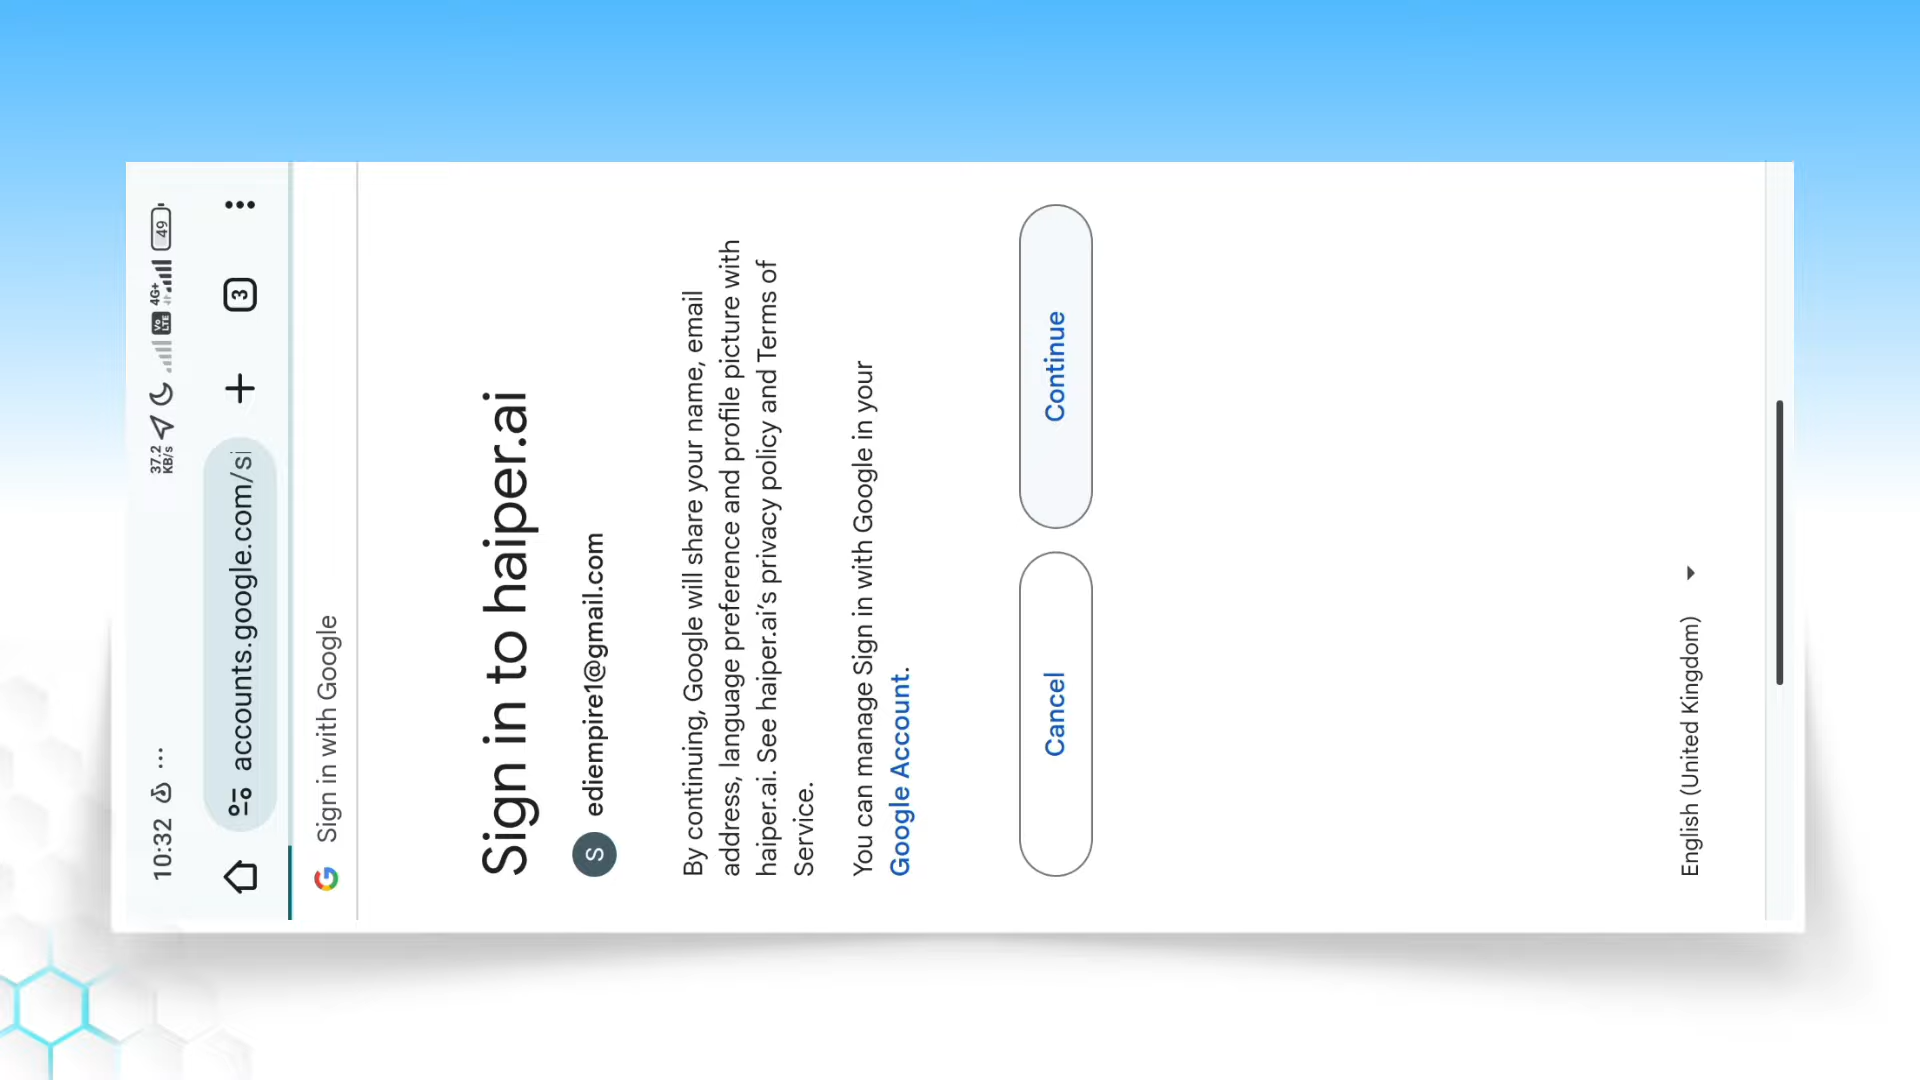 10:32 ...
37.2 KB/s
Vo LTE
4G+
49
accounts.google.com/si
3
Sign in with Google
Sign in to haiper.ai
S
ediempire1@gmail.com
By continuing, Google will share your name, email
address, language preference and profile picture with
haiper.ai. See haiper.ai's privacy policy and Terms of
Service.
You can manage Sign in with Google in your
Google Account.
Cancel
Continue
English (United Kingdom)